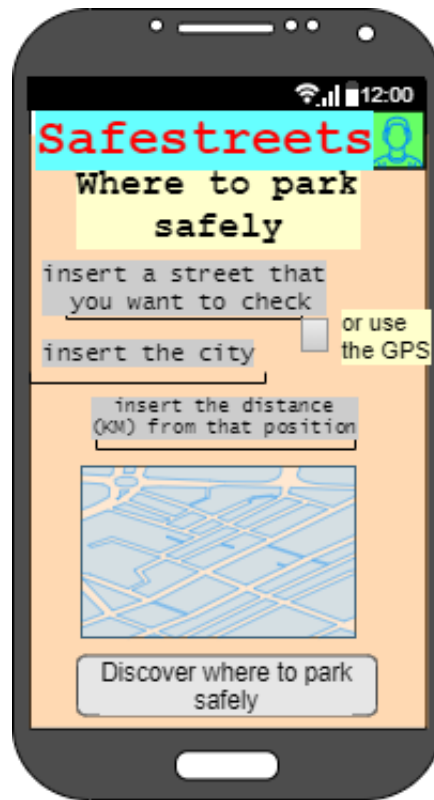 12:00
Safestreets
Where to park
safely
insert a street that
you want to check
or use
the GPS
insert the city
insert the distance
(KM) from that position
Discover where to park
safely